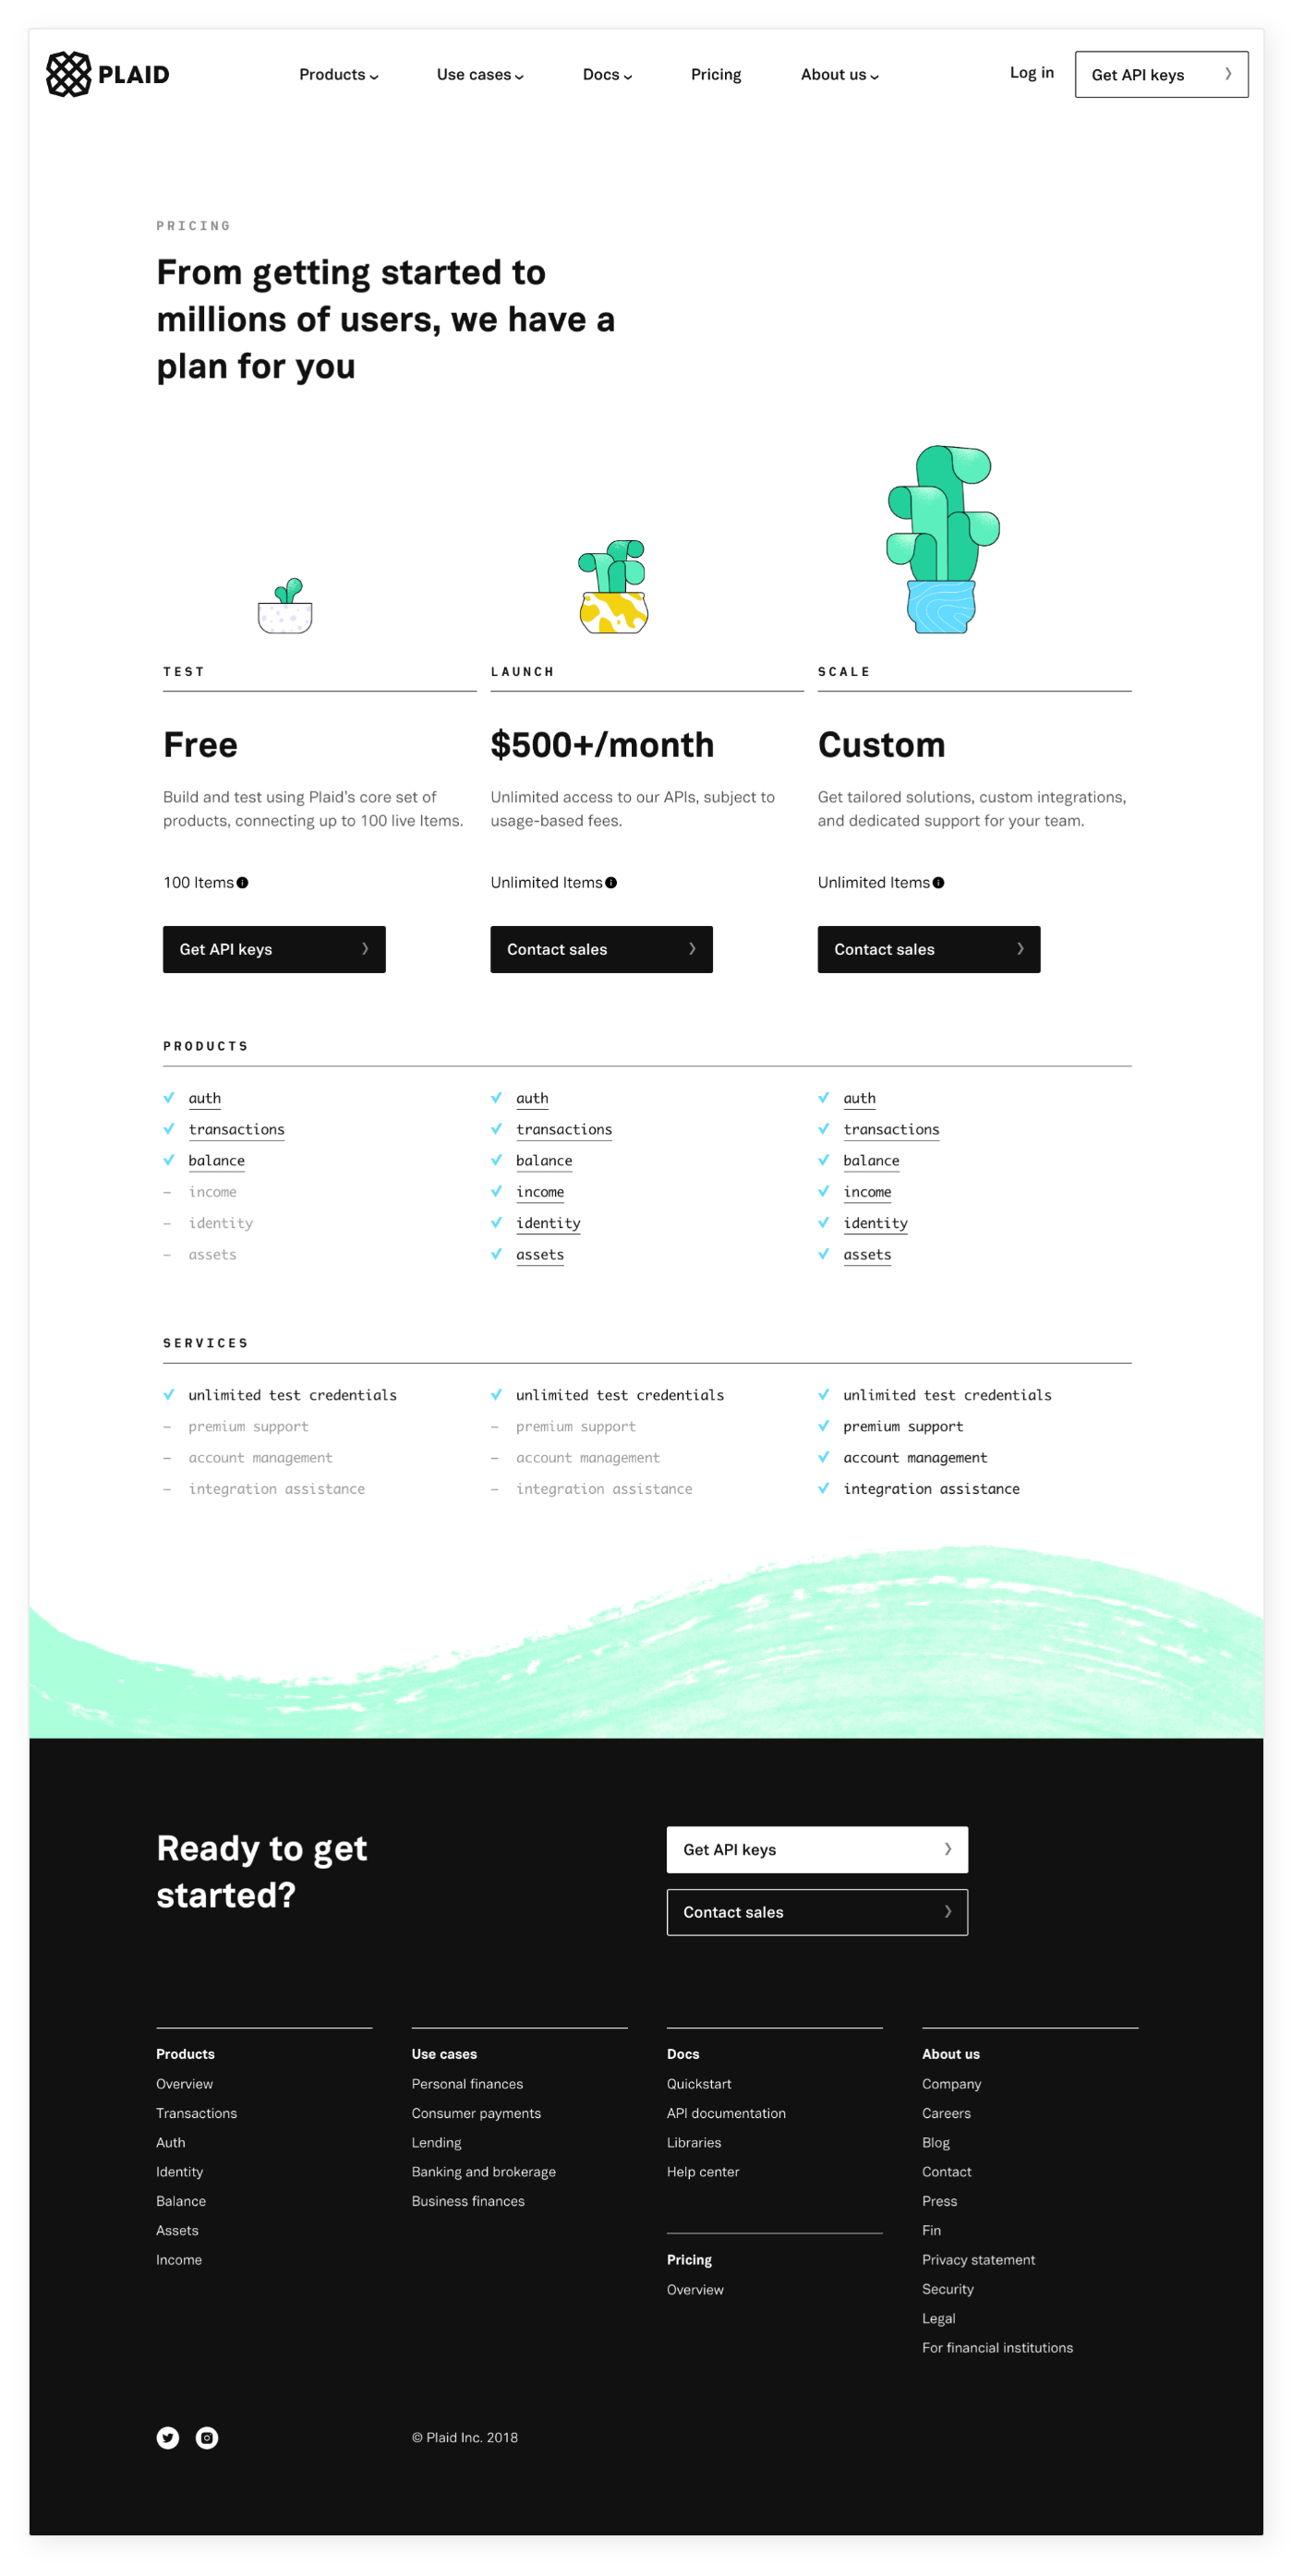 PLAID
Products
Use cases
Docs
Pricing
About us
Log in
Get API keys
PRICING
From getting started to
millions of users, we have a
plan for you
TEST
Free
Build and test using Plaid's core set of
products, connecting up to 100 live Items.
100 Items
Get API keys
LAUNCH
$500+/month
Unlimited access to our APIs, subject to
usage-based fees.
Unlimited Items
Contact sales
SCALE
Custom
Get tailored solutions, custom integrations,
and dedicated support for your team.
Unlimited Items
Contact sales
PRODUCTS
auth
transactions
balance
– income
– identity
– assets
auth
transactions
balance
income
identity
assets
auth
transactions
balance
income
identity
assets
SERVICES
unlimited test credentials
– premium support
– account management
– integration assistance
unlimited test credentials
– premium support
– account management
– integration assistance
unlimited test credentials
premium support
account management
integration assistance
Ready to get
started?
Get API keys
Contact sales
Products
Overview
Transactions
Auth
Identity
Balance
Assets
Income
Use cases
Personal finances
Consumer payments
Lending
Banking and brokerage
Business finances
Docs
Quickstart
API documentation
Libraries
Help center
Pricing
Overview
About us
Company
Careers
Blog
Contact
Press
Fin
Privacy statement
Security
Legal
For financial institutions
© Plaid Inc. 2018